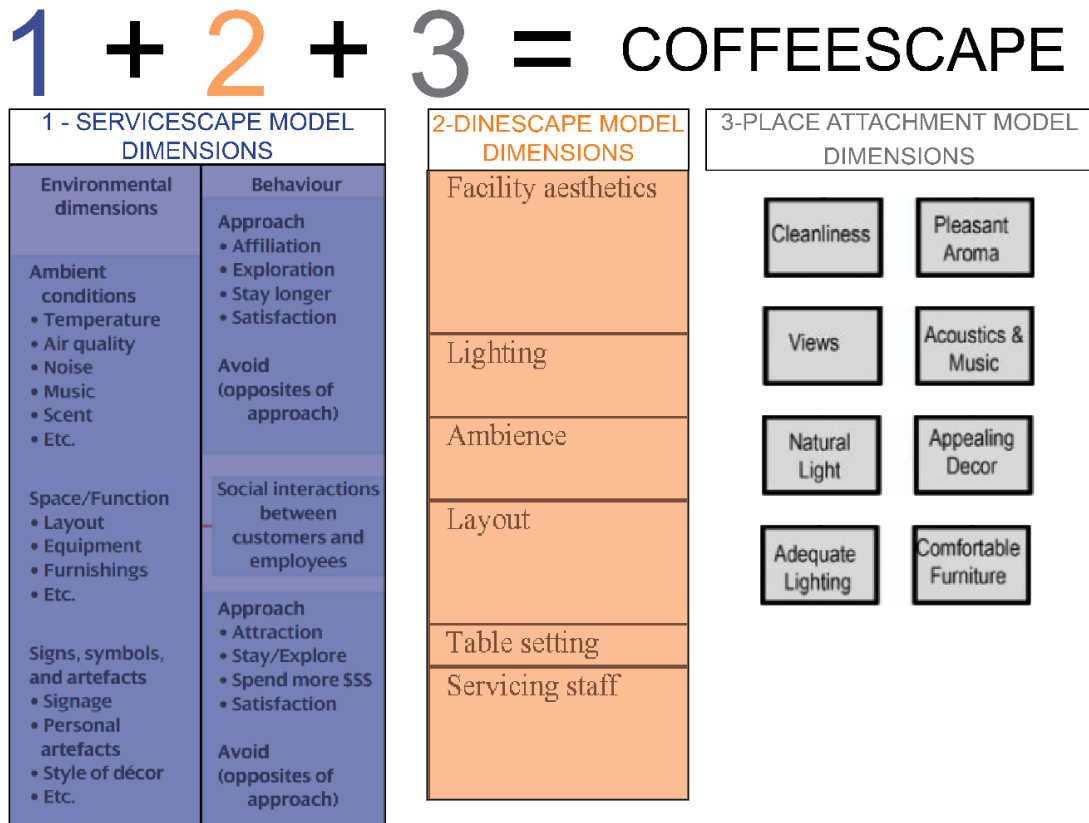 1 + 2 + 3 = COFFEESCAPE
1 - SERVICESCAPE MODEL
DIMENSIONS
Environmental
dimensions
Ambient
conditions
• Temperature
• Air quality
• Noise
• Music
• Scent
• Etc.
Space/Function
• Layout
• Equipment
• Furnishings
• Etc.
Signs, symbols,
and artefacts
• Signage
• Personal
artefacts
• Style of décor
• Etc.
Behaviour
Approach
• Affiliation
• Exploration
• Stay longer
• Satisfaction
Avoid
(opposites of
approach)
Social interactions
between
customers and
employees
Approach
• Attraction
• Stay/Explore
• Spend more $$$
• Satisfaction
Avoid
(opposites of
approach)
2-DINESCAPE MODEL
DIMENSIONS
Facility aesthetics
Lighting
Ambience
Layout
Table setting
Servicing staff
3-PLACE ATTACHMENT MODEL
DIMENSIONS
Cleanliness
Pleasant
Aroma
Views
Acoustics &
Music
Natural
Light
Appealing
Decor
Adequate
Lighting
Comfortable
Furniture